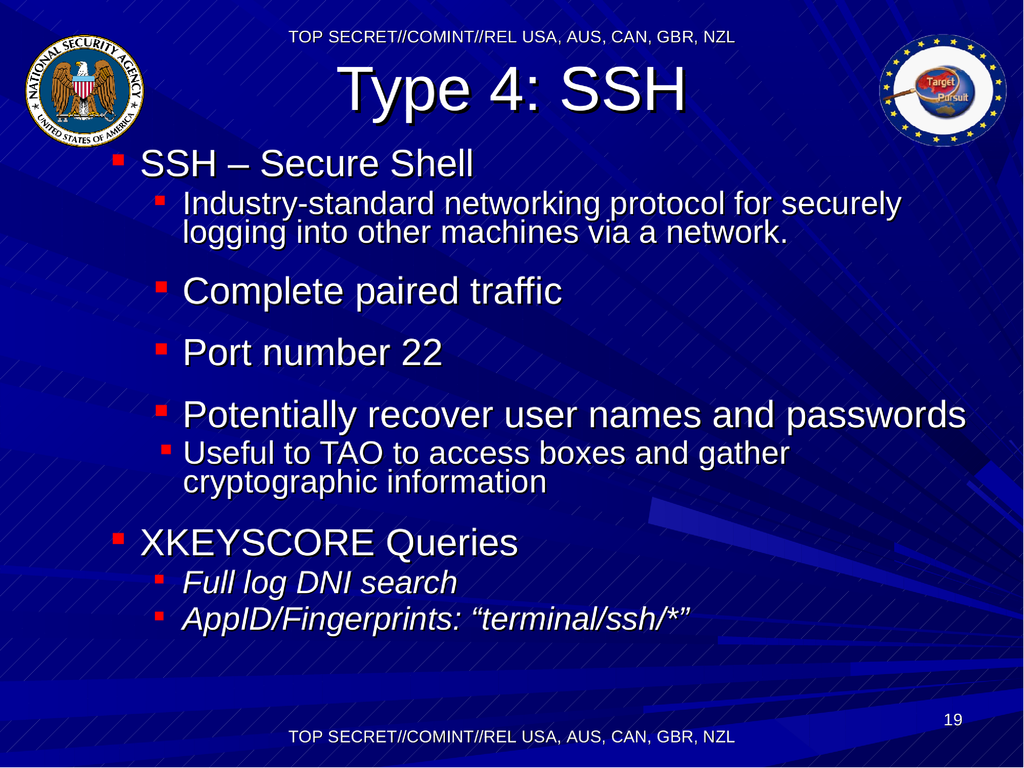 TOP SECRET//COMINT//REL USA, AUS, CAN, GBR, NZL
NATIONAL SECURITY AGENCY
UNITED STATES OF AMERICA
Target
Pursuit
Type 4: SSH
SSH – Secure Shell
Industry-standard networking protocol for securely
logging into other machines via a network.
Complete paired traffic
Port number 22
Potentially recover user names and passwords
Useful to TAO to access boxes and gather
cryptographic information
XKEYSCORE Queries
Full log DNI search
AppID/Fingerprints: “terminal/ssh/*”
19
TOP SECRET//COMINT//REL USA, AUS, CAN, GBR, NZL